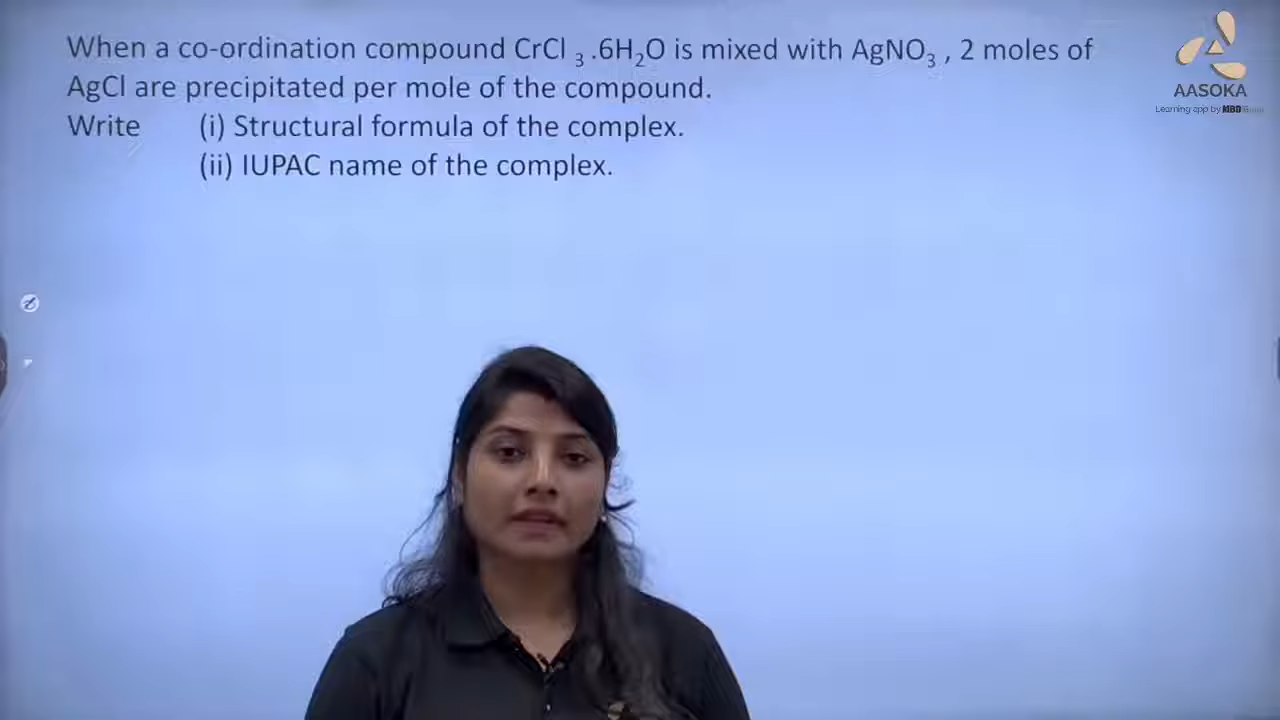 When a co-ordination compound CrCl ₃ .6H₂O is mixed with AgNO₃ , 2 moles of
AgCl are precipitated per mole of the compound.
Write (i) Structural formula of the complex.
(ii) IUPAC name of the complex.
AASOKA
Learning app by MBD